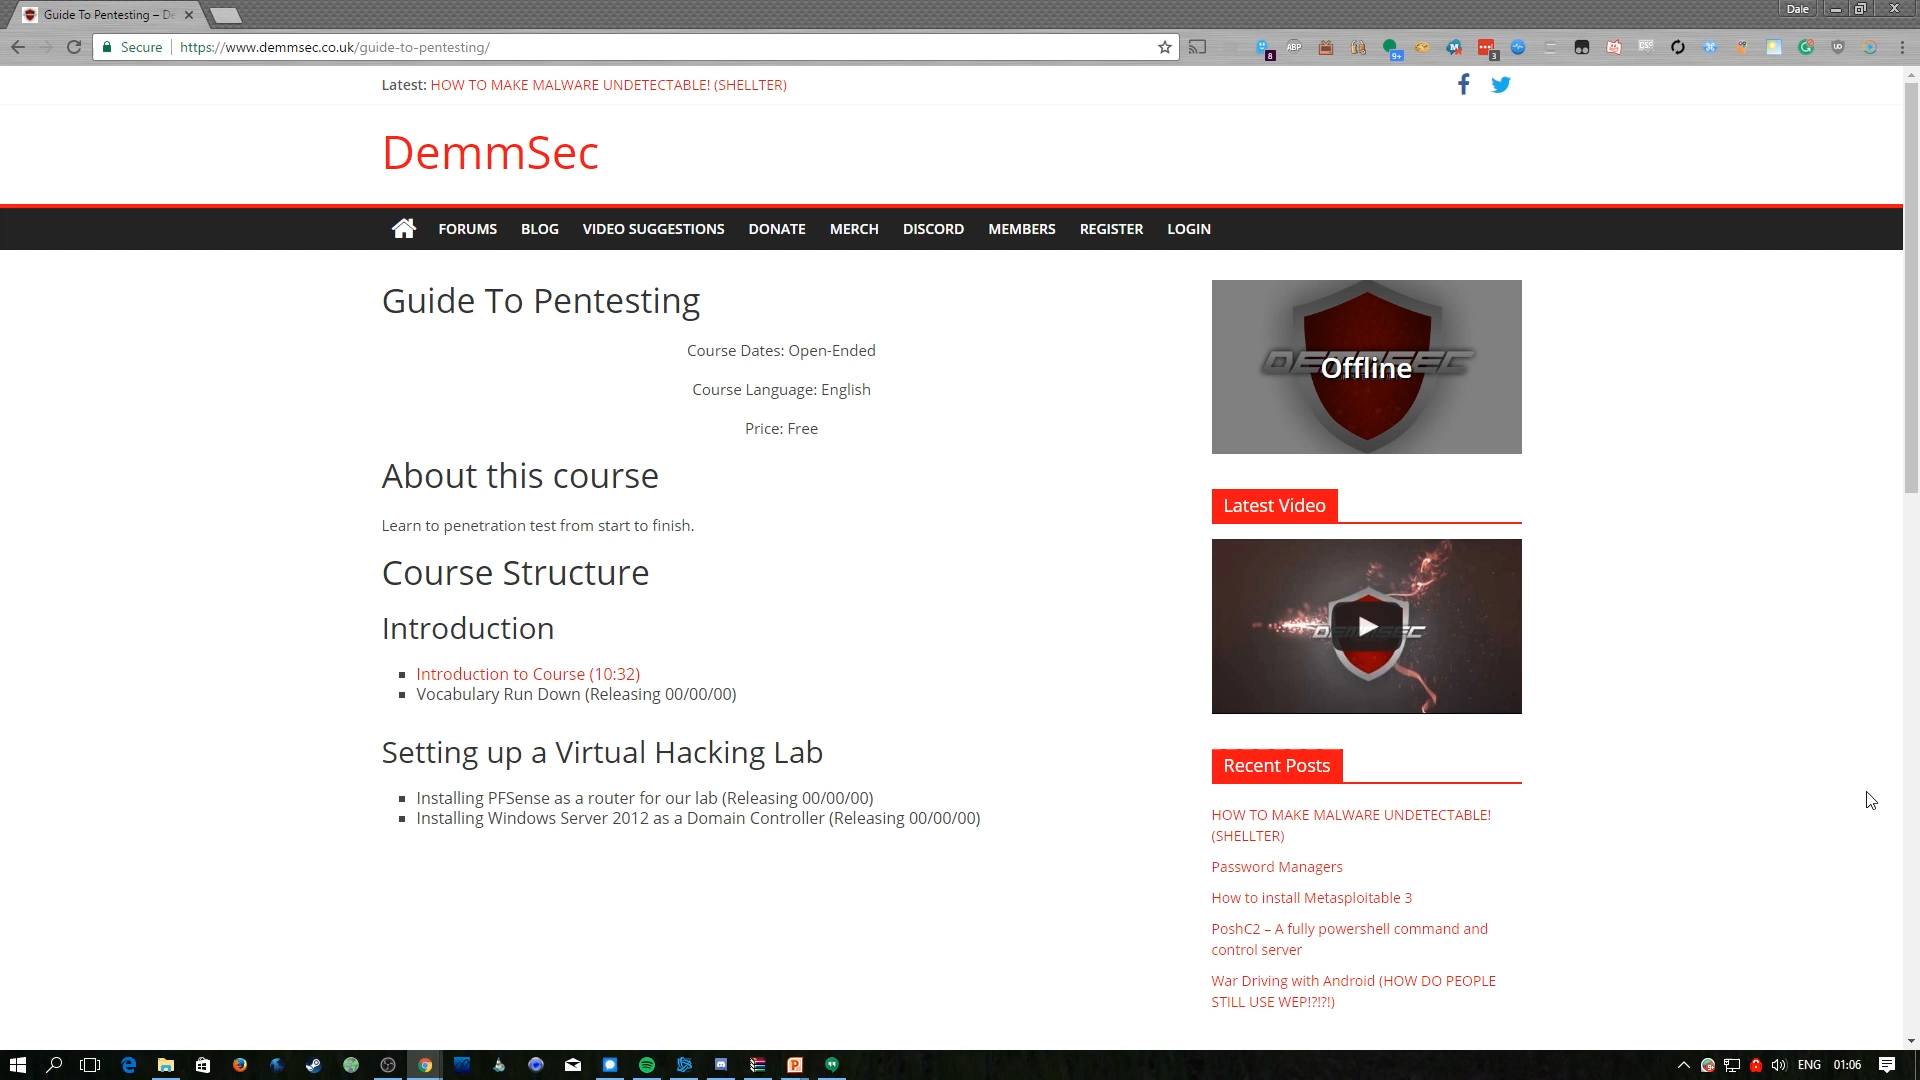 Guide To Pentesting – De
Dale
Secure
https://www.demmsec.co.uk/guide-to-pentesting/
8
ABP
9+
3
Latest: HOW TO MAKE MALWARE UNDETECTABLE! (SHELLTER)
DemmSec
FORUMS BLOG VIDEO SUGGESTIONS DONATE MERCH DISCORD MEMBERS REGISTER LOGIN
Guide To Pentesting
Course Dates: Open-Ended
Course Language: English
Price: Free
About this course
Learn to penetration test from start to finish.
Course Structure
Introduction
Introduction to Course (10:32)
Vocabulary Run Down (Releasing 00/00/00)
Setting up a Virtual Hacking Lab
Installing PFSense as a router for our lab (Releasing 00/00/00)
Installing Windows Server 2012 as a Domain Controller (Releasing 00/00/00)
DEMMSEC
Offline
Latest Video
DEMMSEC
Recent Posts
HOW TO MAKE MALWARE UNDETECTABLE!
(SHELLTER)
Password Managers
How to install Metasploitable 3
PoshC2 – A fully powershell command and
control server
War Driving with Android (HOW DO PEOPLE
STILL USE WEP!?!?!)
ENG 01:06